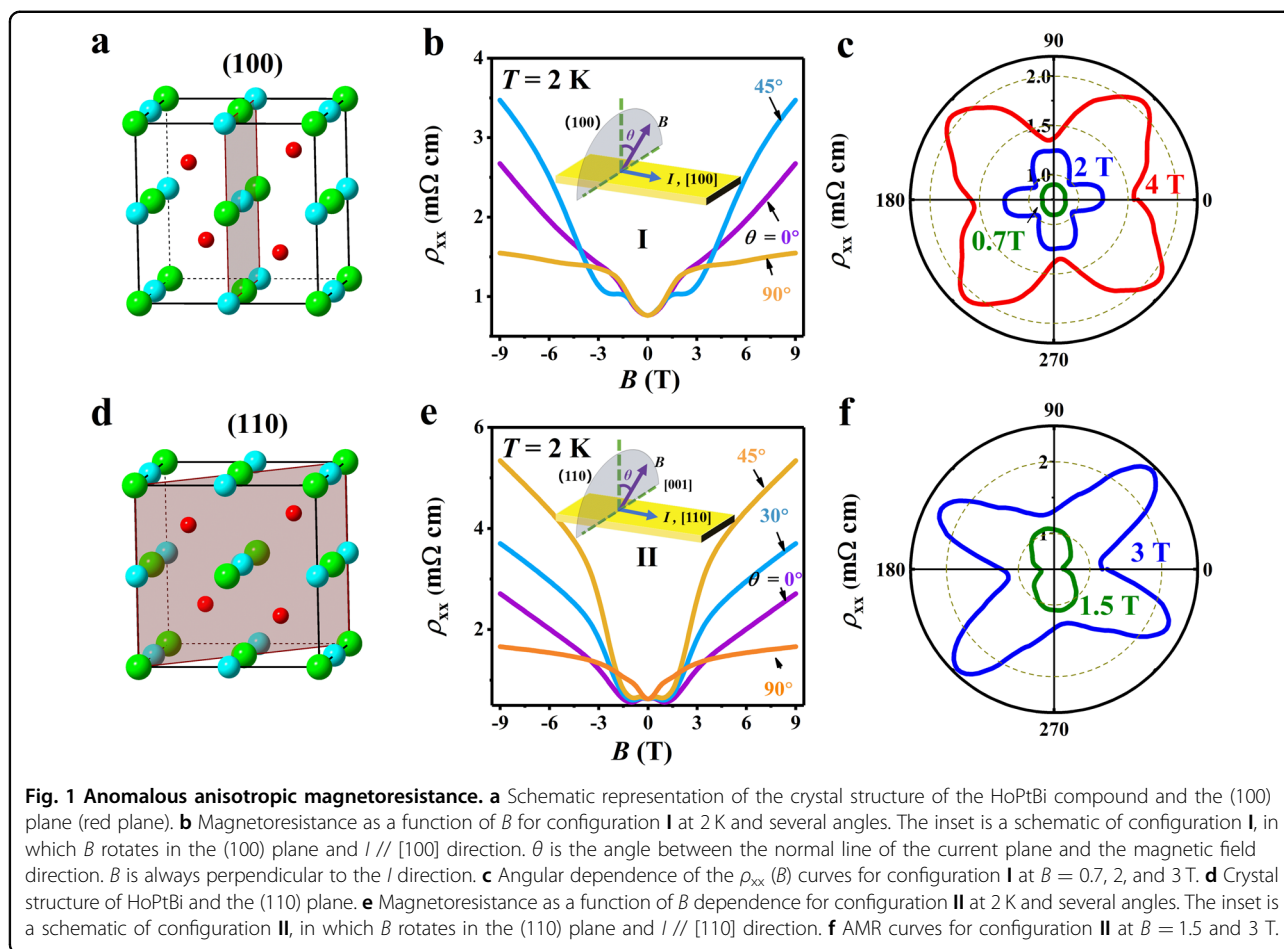 a
(100)
b
T = 2 K
45°
(100)
θ
B
I , [100]
I
θ = 0°
90°
4
3
2
1
ρxx (mΩ cm)
-9 -6 -3 0 3 6 9
B (T)
c
90
2.0
1.5
1.0
2 T
4 T
0.7T
180
0
270
ρxx (mΩ cm)
d
(110)
e
T = 2 K
45°
(110)
θ
B
[001]
I , [110]
30°
II
θ = 0°
90°
6
4
2
ρxx (mΩ cm)
-9 -6 -3 0 3 6 9
B (T)
f
90
2
1
3 T
1.5 T
180
0
270
ρxx (mΩ cm)
Fig. 1 Anomalous anisotropic magnetoresistance. a Schematic representation of the crystal structure of the HoPtBi compound and the (100)
plane (red plane). b Magnetoresistance as a function of B for configuration I at 2 K and several angles. The inset is a schematic of configuration I, in
which B rotates in the (100) plane and I // [100] direction. θ is the angle between the normal line of the current plane and the magnetic field
direction. B is always perpendicular to the I direction. c Angular dependence of the ρxx (B) curves for configuration I at B = 0.7, 2, and 3 T. d Crystal
structure of HoPtBi and the (110) plane. e Magnetoresistance as a function of B dependence for configuration II at 2 K and several angles. The inset is
a schematic of configuration II, in which B rotates in the (110) plane and I // [110] direction. f AMR curves for configuration II at B = 1.5 and 3 T.